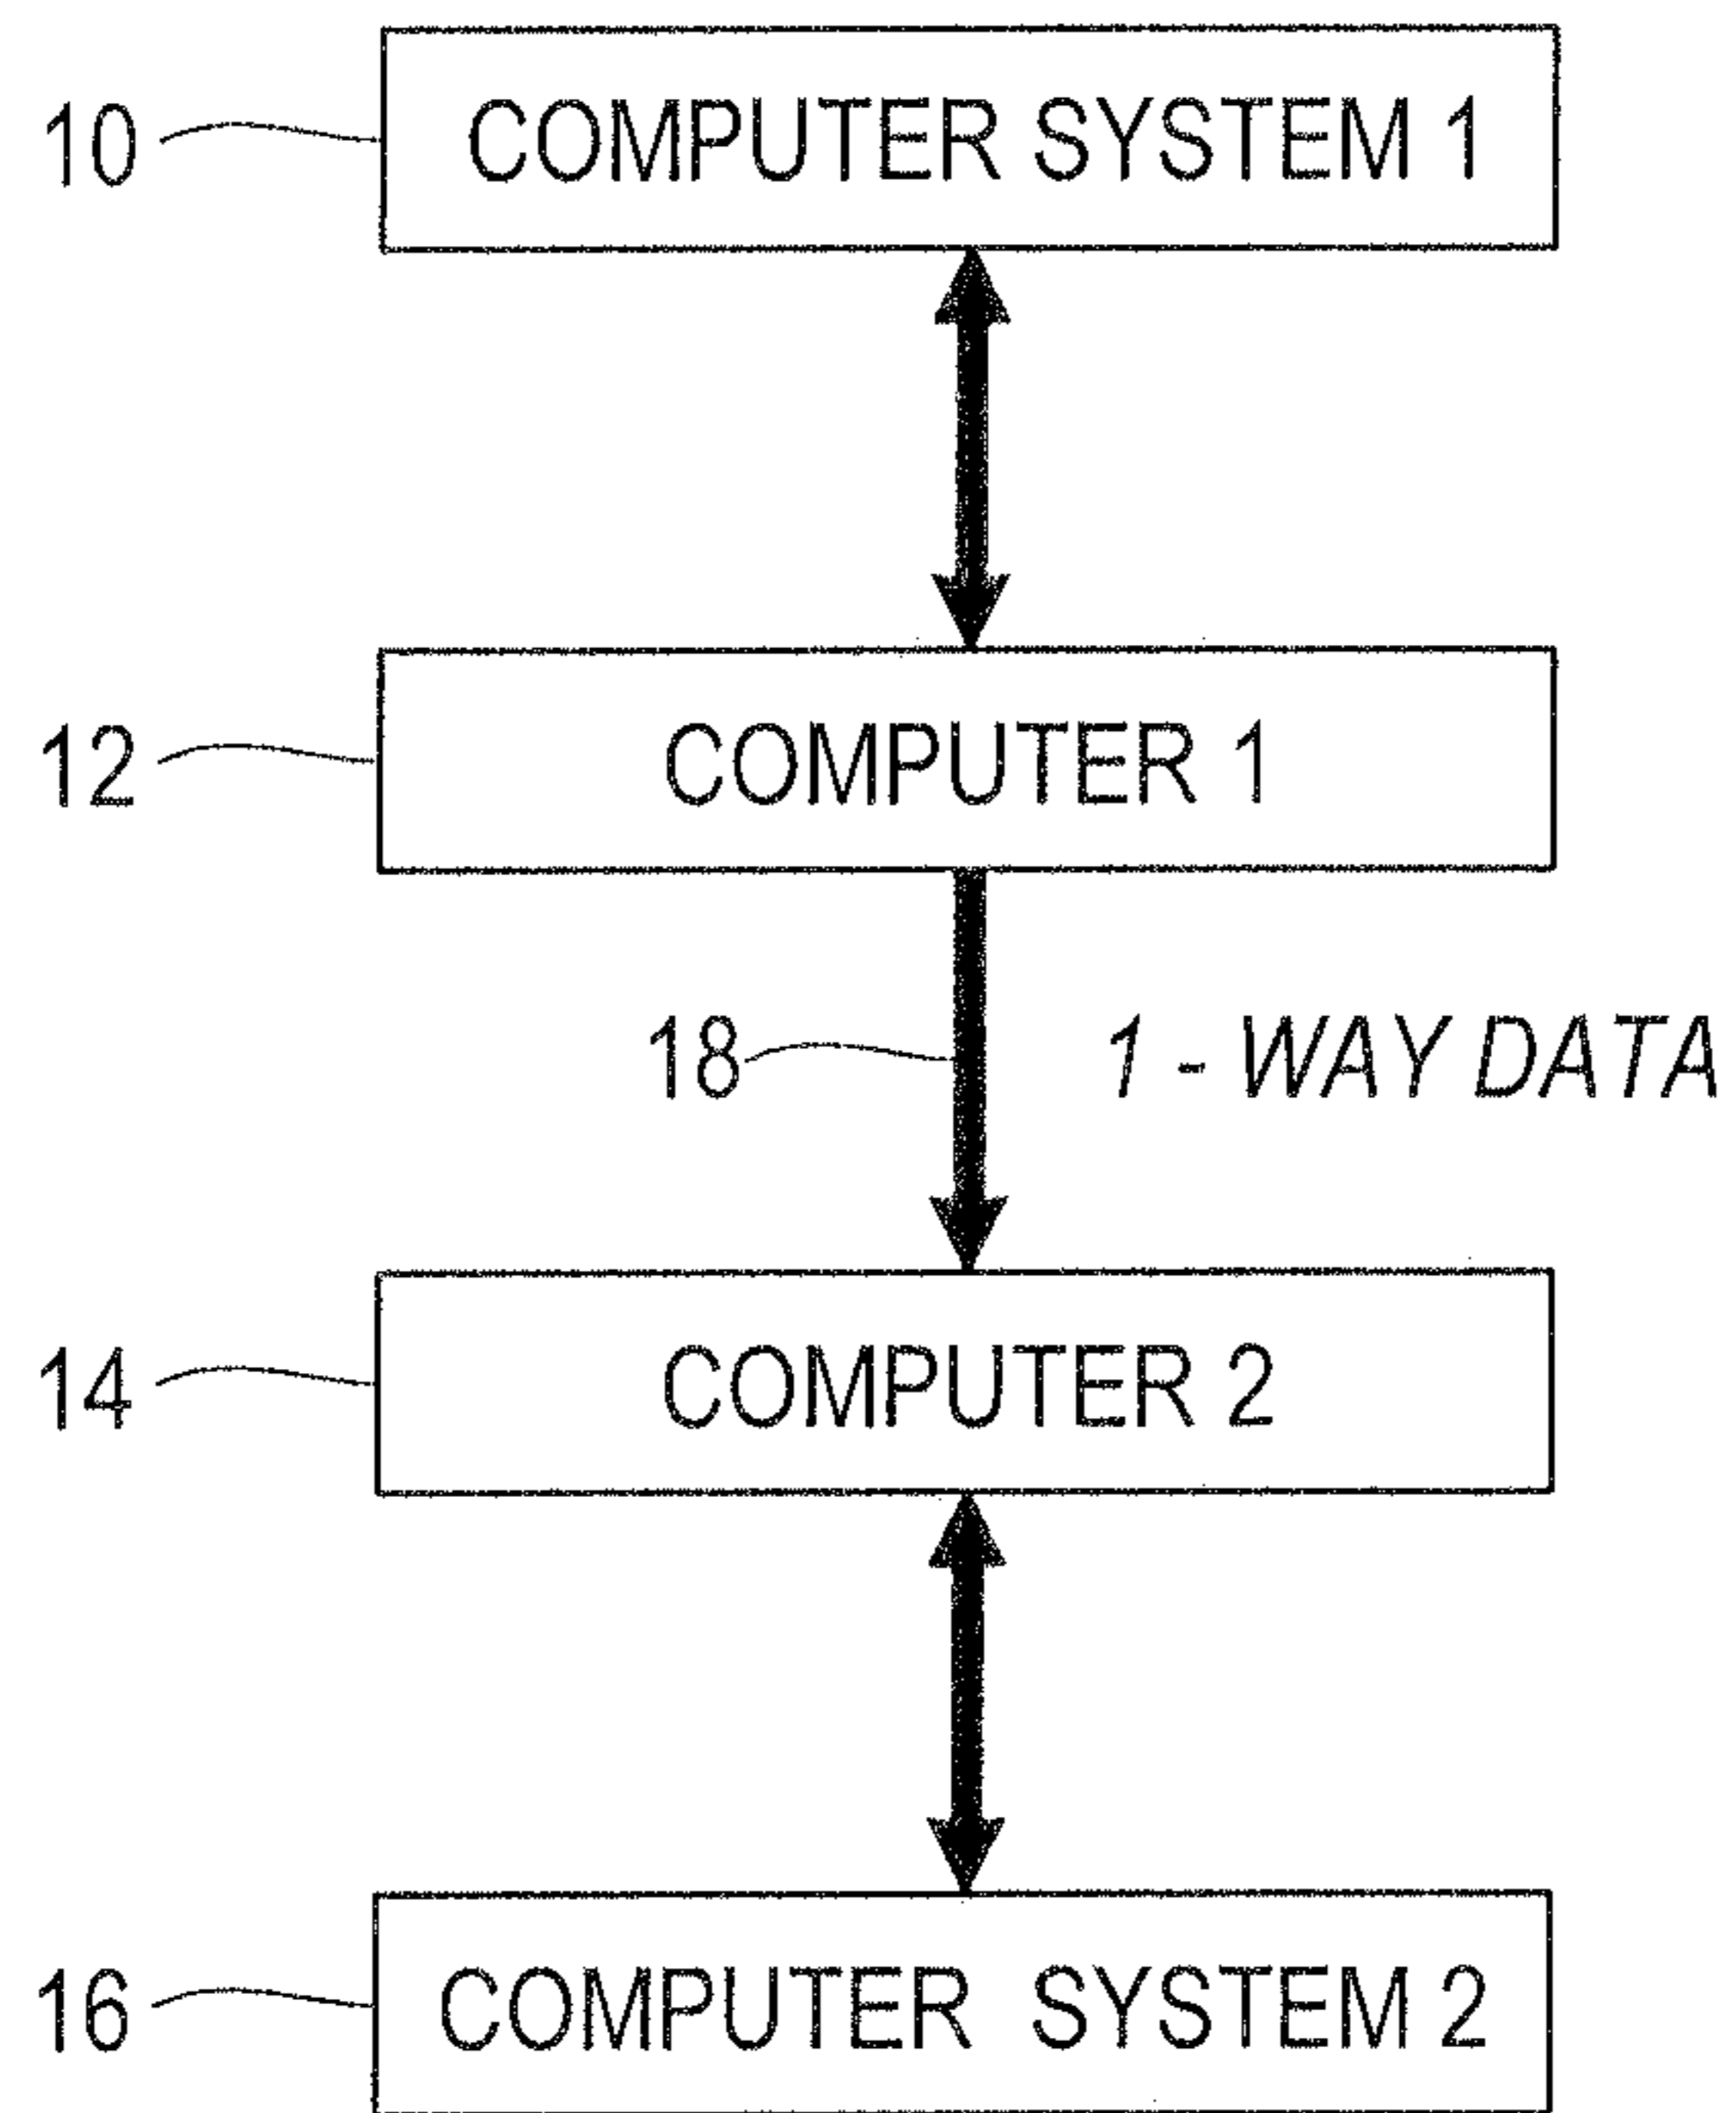 10 COMPUTER SYSTEM 1
12 COMPUTER 1
18 1 - WAY DATA
14 COMPUTER 2
16 COMPUTER SYSTEM 2